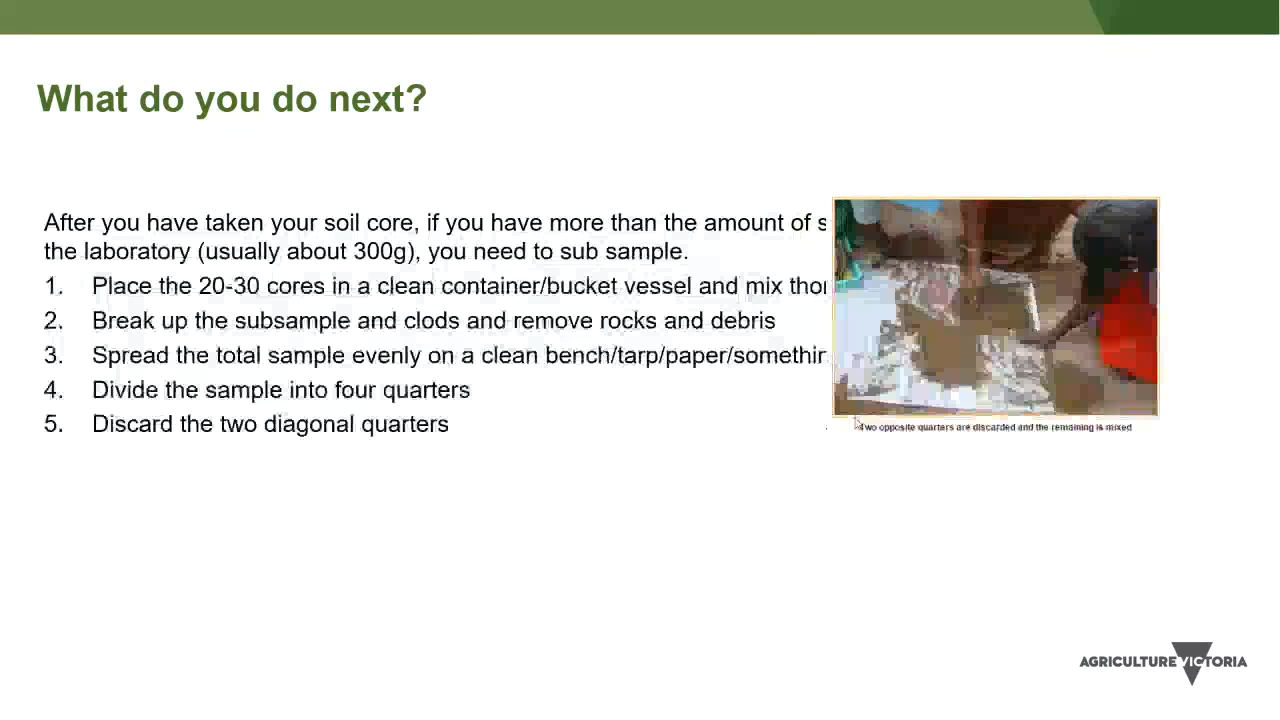 What do you do next?
After you have taken your soil core, if you have more than the amount of
the laboratory (usually about 300g), you need to sub sample.
1. Place the 20-30 cores in a clean container/bucket vessel and mix
2. Break up the subsample and clods and remove rocks and debris
3. Spread the total sample evenly on a clean bench/tarp/paper/
4. Divide the sample into four quarters
5. Discard the two diagonal quarters
Two opposite quarters are discarded and the remaining is mixed
AGRICULTURE VICTORIA